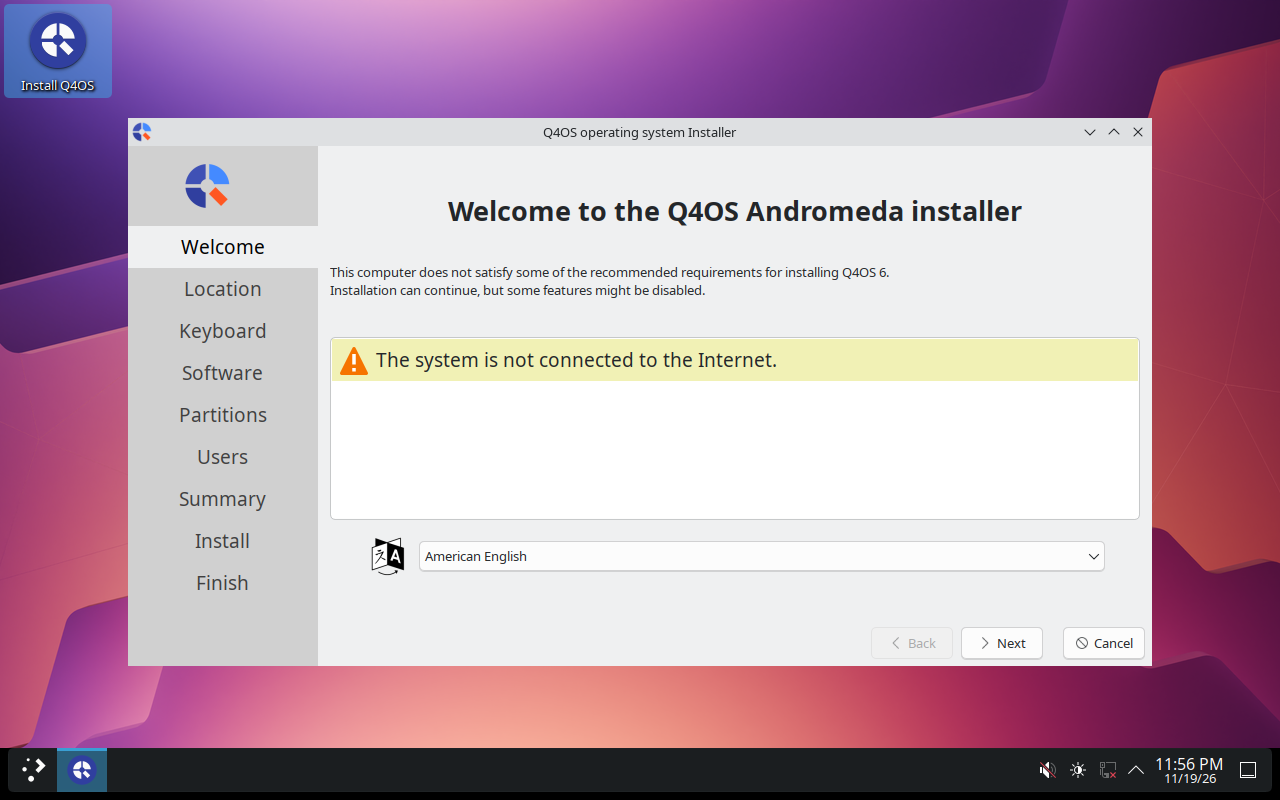 Install Q4OS
Q4OS operating system Installer
Welcome
Location
Keyboard
Software
Partitions
Users
Summary
Install
Finish
Welcome to the Q4OS Andromeda installer
This computer does not satisfy some of the recommended requirements for installing Q4OS 6.
Installation can continue, but some features might be disabled.
The system is not connected to the Internet.
A
American English
Back
Next
Cancel
11:56 PM
11/19/26